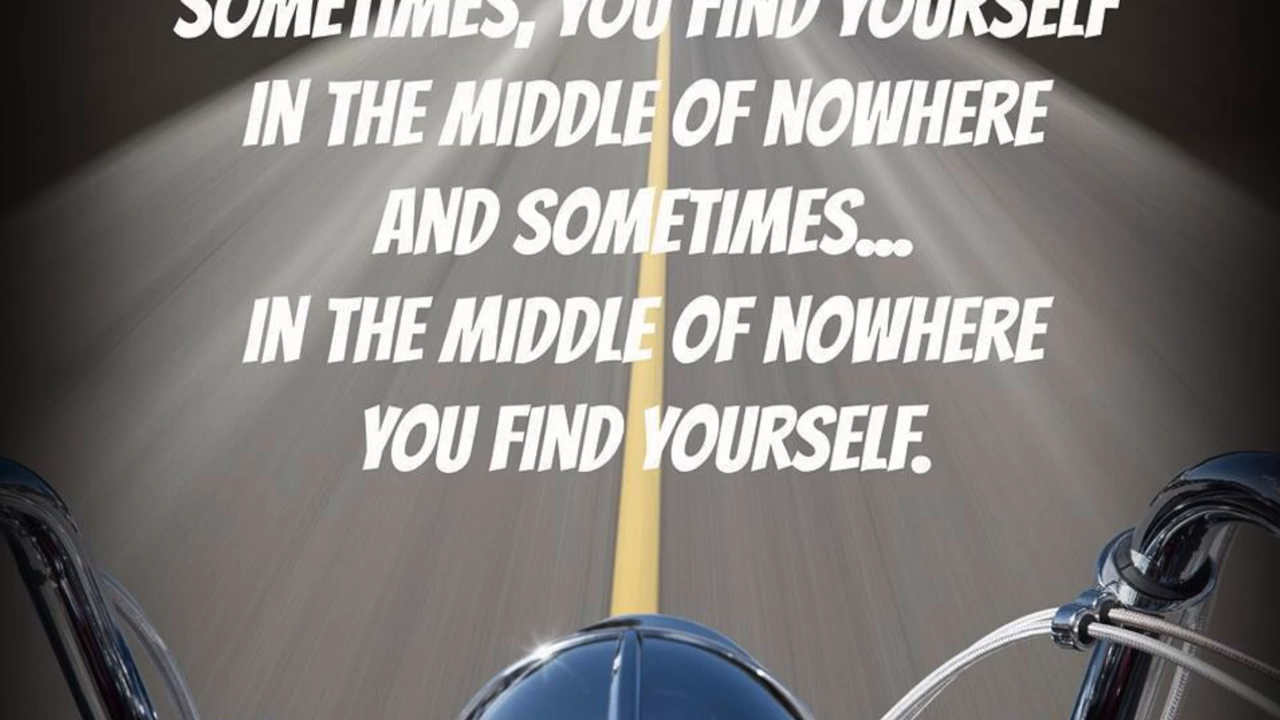 SOMETIMES, YOU FIND YOURSELF
IN THE MIDDLE OF NOWHERE
AND SOMETIMES...
IN THE MIDDLE OF NOWHERE
YOU FIND YOURSELF.